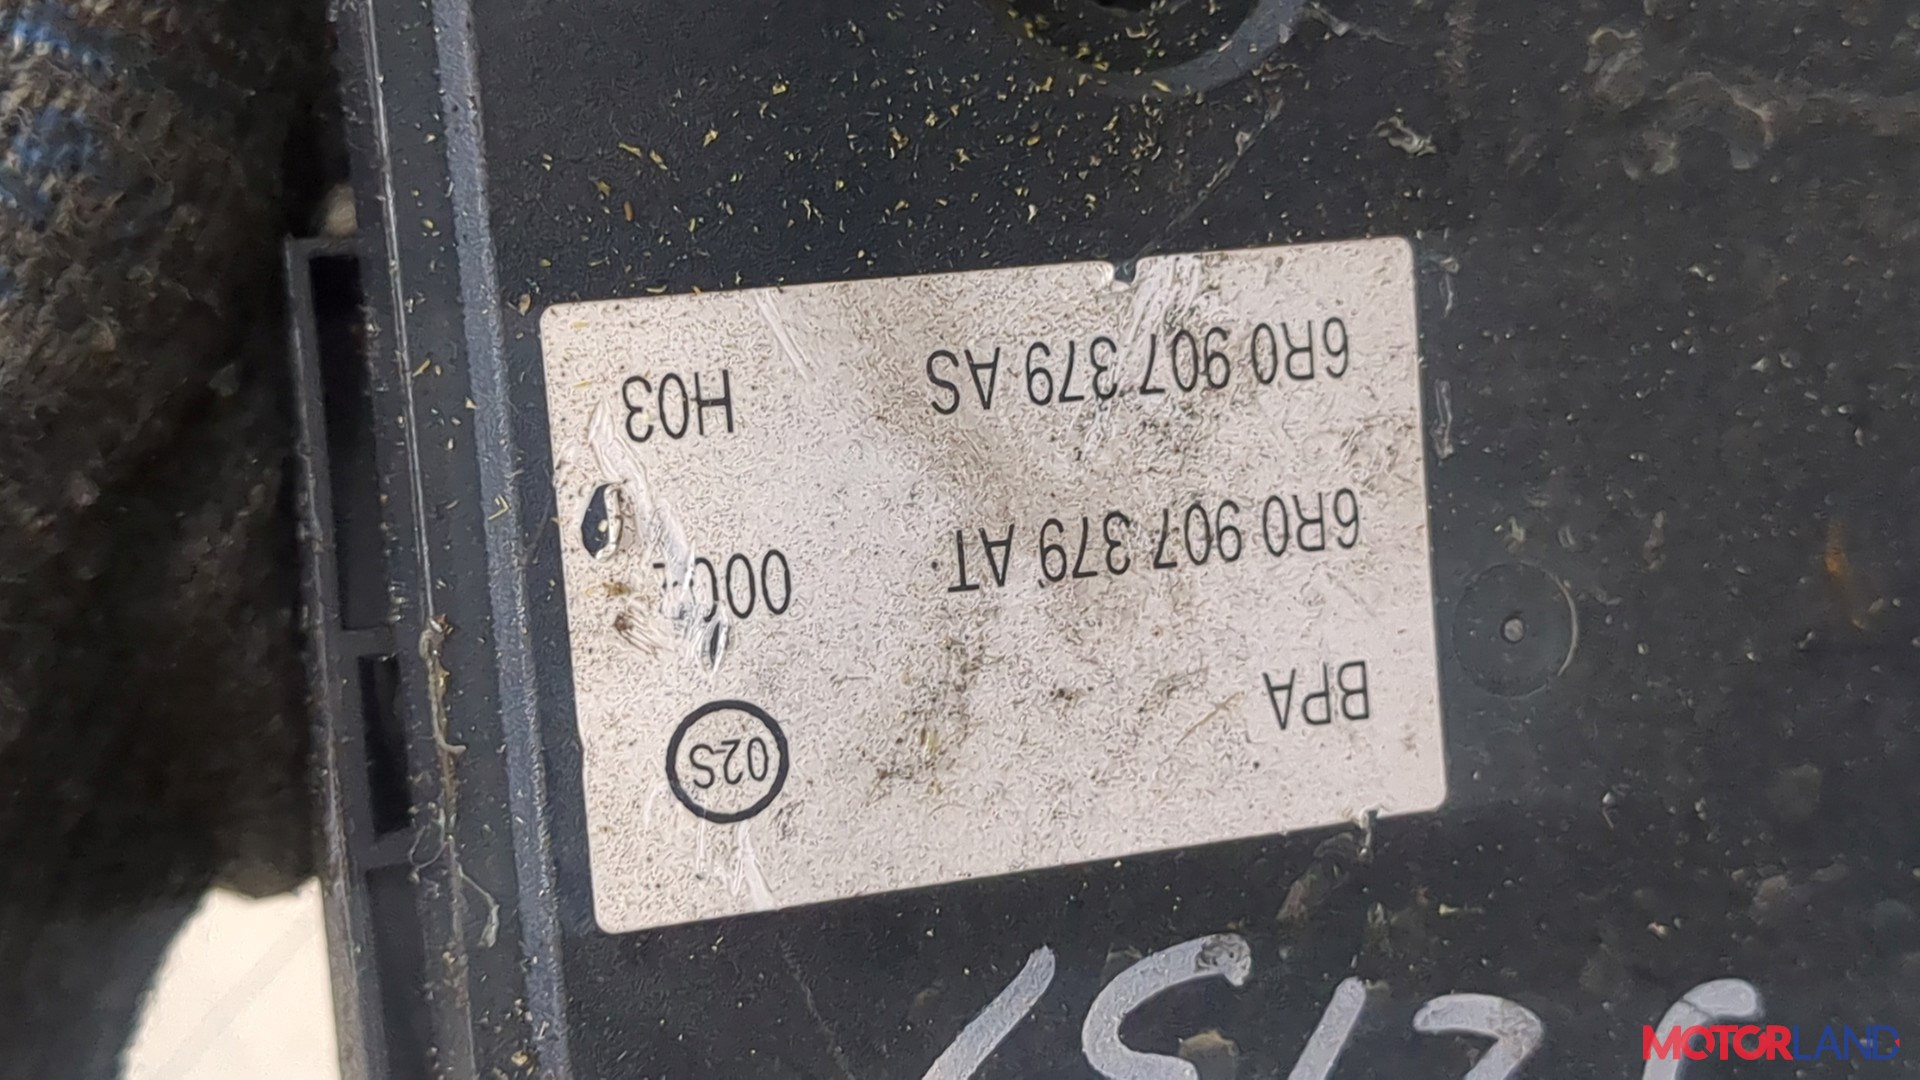 BPA 02S
6R0 907 379 AT
6R0 907 379 AS H03
MOTORLAND